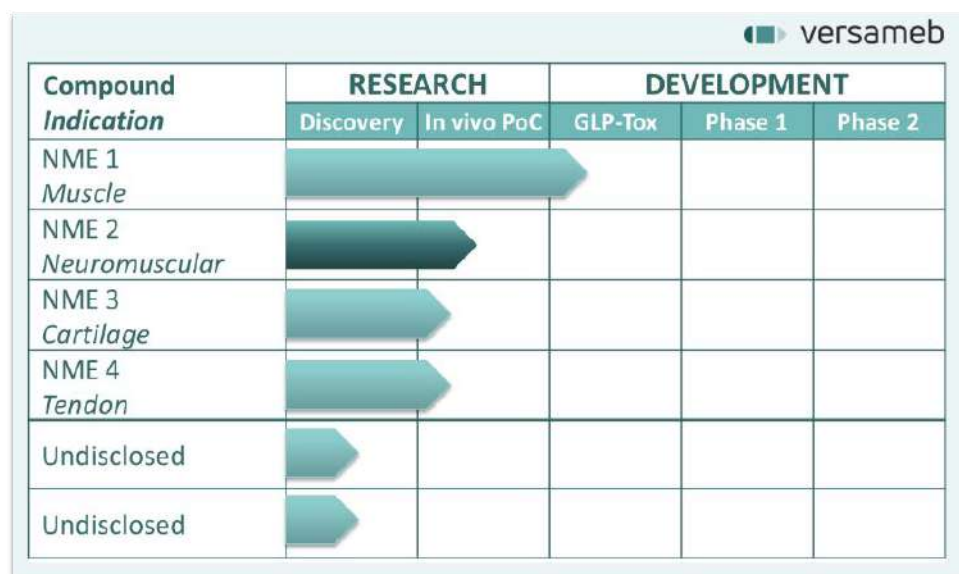 versameb
Compound RESEARCH DEVELOPMENT
Indication Discovery In vivo PoC GLP-Tox Phase 1 Phase 2
NME 1
Muscle
NME 2
Neuromuscular
NME 3
Cartilage
NME 4
Tendon
Undisclosed
Undisclosed